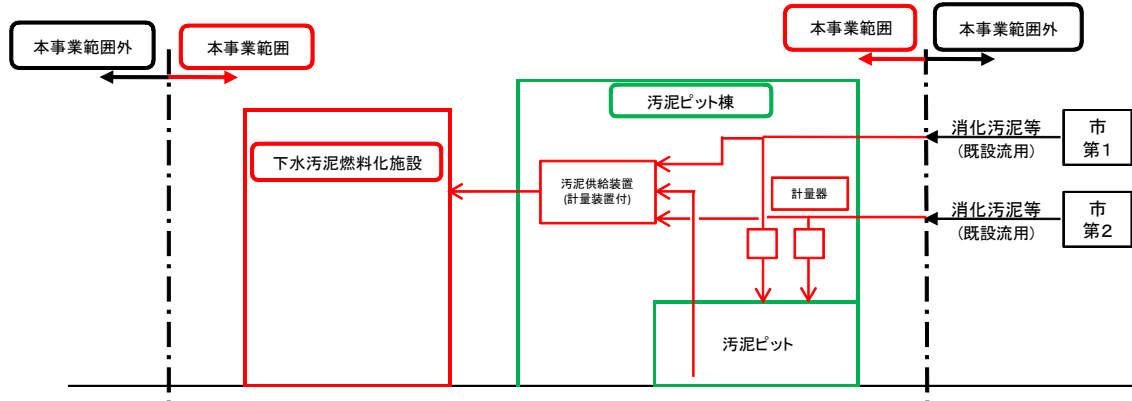 本事業範囲外
本事業範囲
本事業範囲
本事業範囲外
汚泥ピット棟
消化汚泥等
(既設流用)
市
第1
下水汚泥燃料化施設
汚泥供給装置
(計量装置付)
計量器
消化汚泥等
(既設流用)
市
第2
汚泥ピット